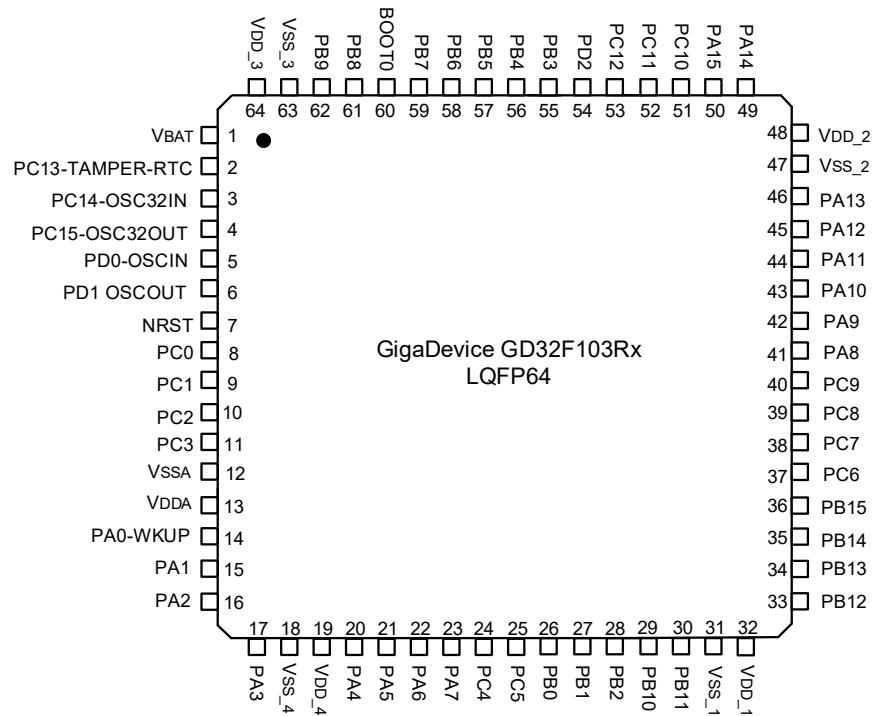 VDD_3
VSS_3
PB9
PB8
BOOT0
PB7
PB6
PB5
PB4
PB3
PD2
PC12
PC11
PC10
PA15
PA14
64 63 62 61 60 59 58 57 56 55 54 53 52 51 50 49
VBAT 1
PC13-TAMPER-RTC 2
PC14-OSC32IN 3
PC15-OSC32OUT 4
PD0-OSCIN 5
PD1 OSCOUT 6
NRST 7
PC0 8
PC1 9
PC2 10
PC3 11
VSSA 12
VDDA 13
PA0-WKUP 14
PA1 15
PA2 16
GigaDevice GD32F103Rx
LQFP64
48 VDD_2
47 VSS_2
46 PA13
45 PA12
44 PA11
43 PA10
42 PA9
41 PA8
40 PC9
39 PC8
38 PC7
37 PC6
36 PB15
35 PB14
34 PB13
33 PB12
17 18 19 20 21 22 23 24 25 26 27 28 29 30 31 32
PA3
VSS_4
VDD_4
PA4
PA5
PA6
PA7
PC4
PC5
PB0
PB1
PB2
PB10
PB11
VSS_1
VDD_1